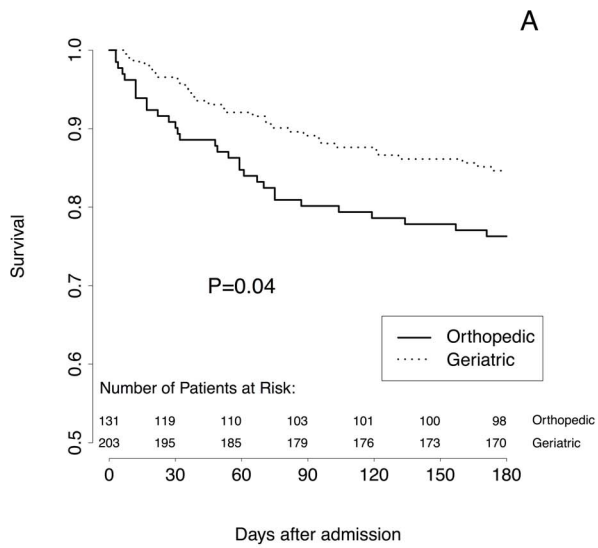 A
1.0
0.9
0.8
0.7
0.6
0.5
Survival
P=0.04
Orthopedic
Geriatric
Number of Patients at Risk:
131 119 110 103 101 100 98 Orthopedic
203 195 185 179 176 173 170 Geriatric
0 30 60 90 120 150 180
Days after admission